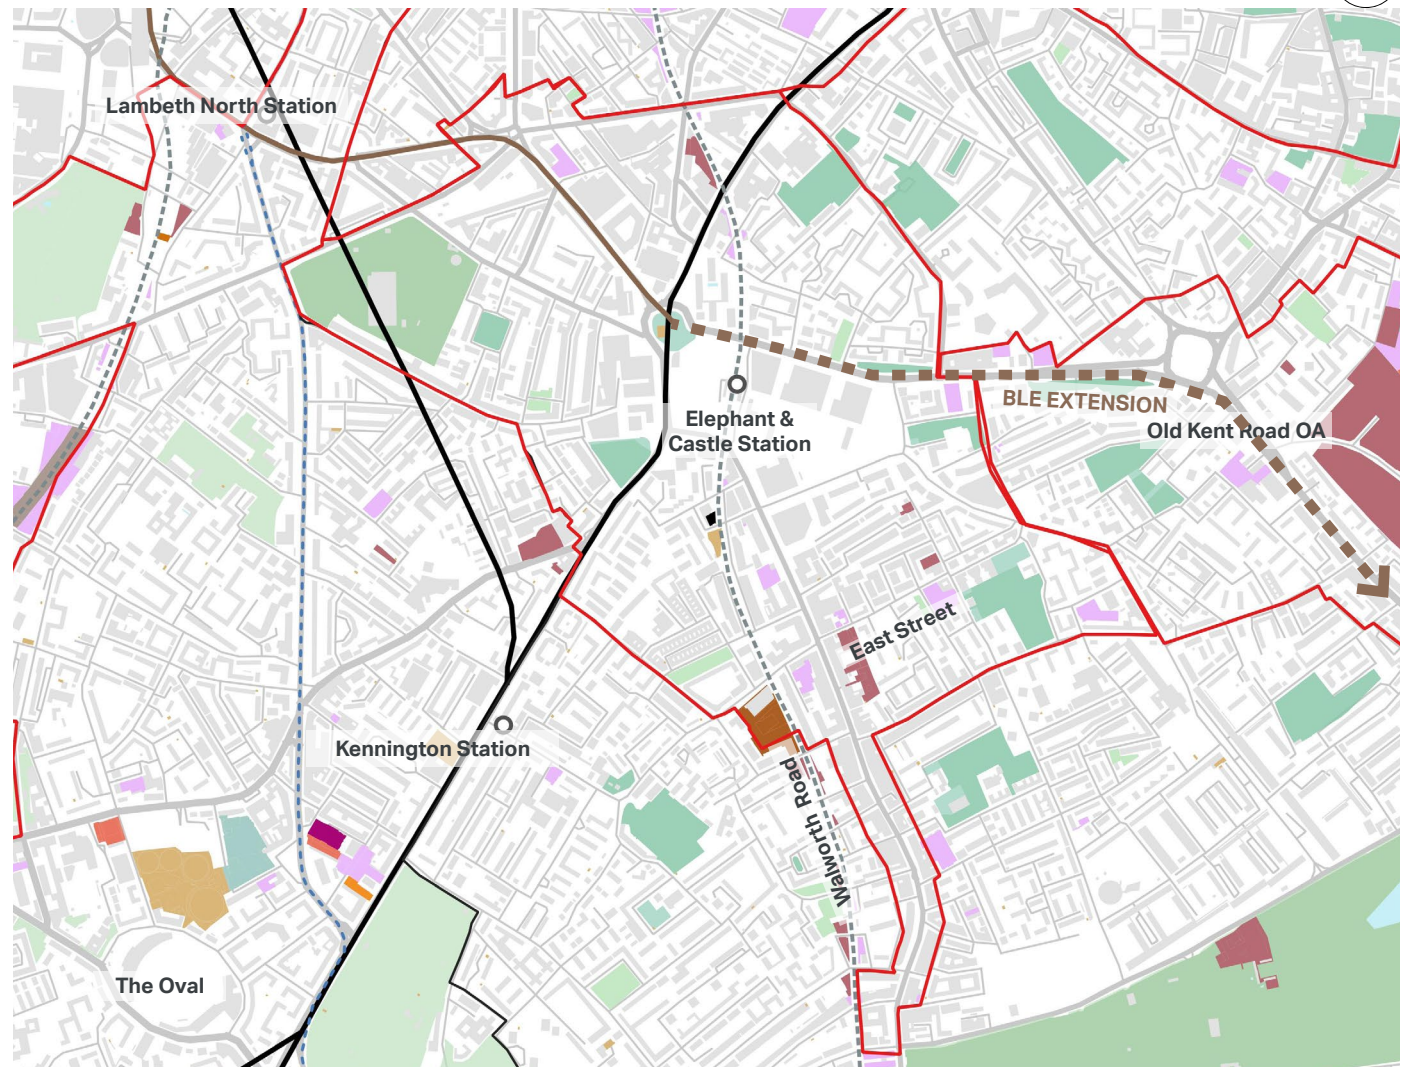 Lambeth North Station
Elephant &
Castle Station
BLE EXTENSION
Old Kent Road OA
East Street
Kennington Station
Walworth Road
The Oval